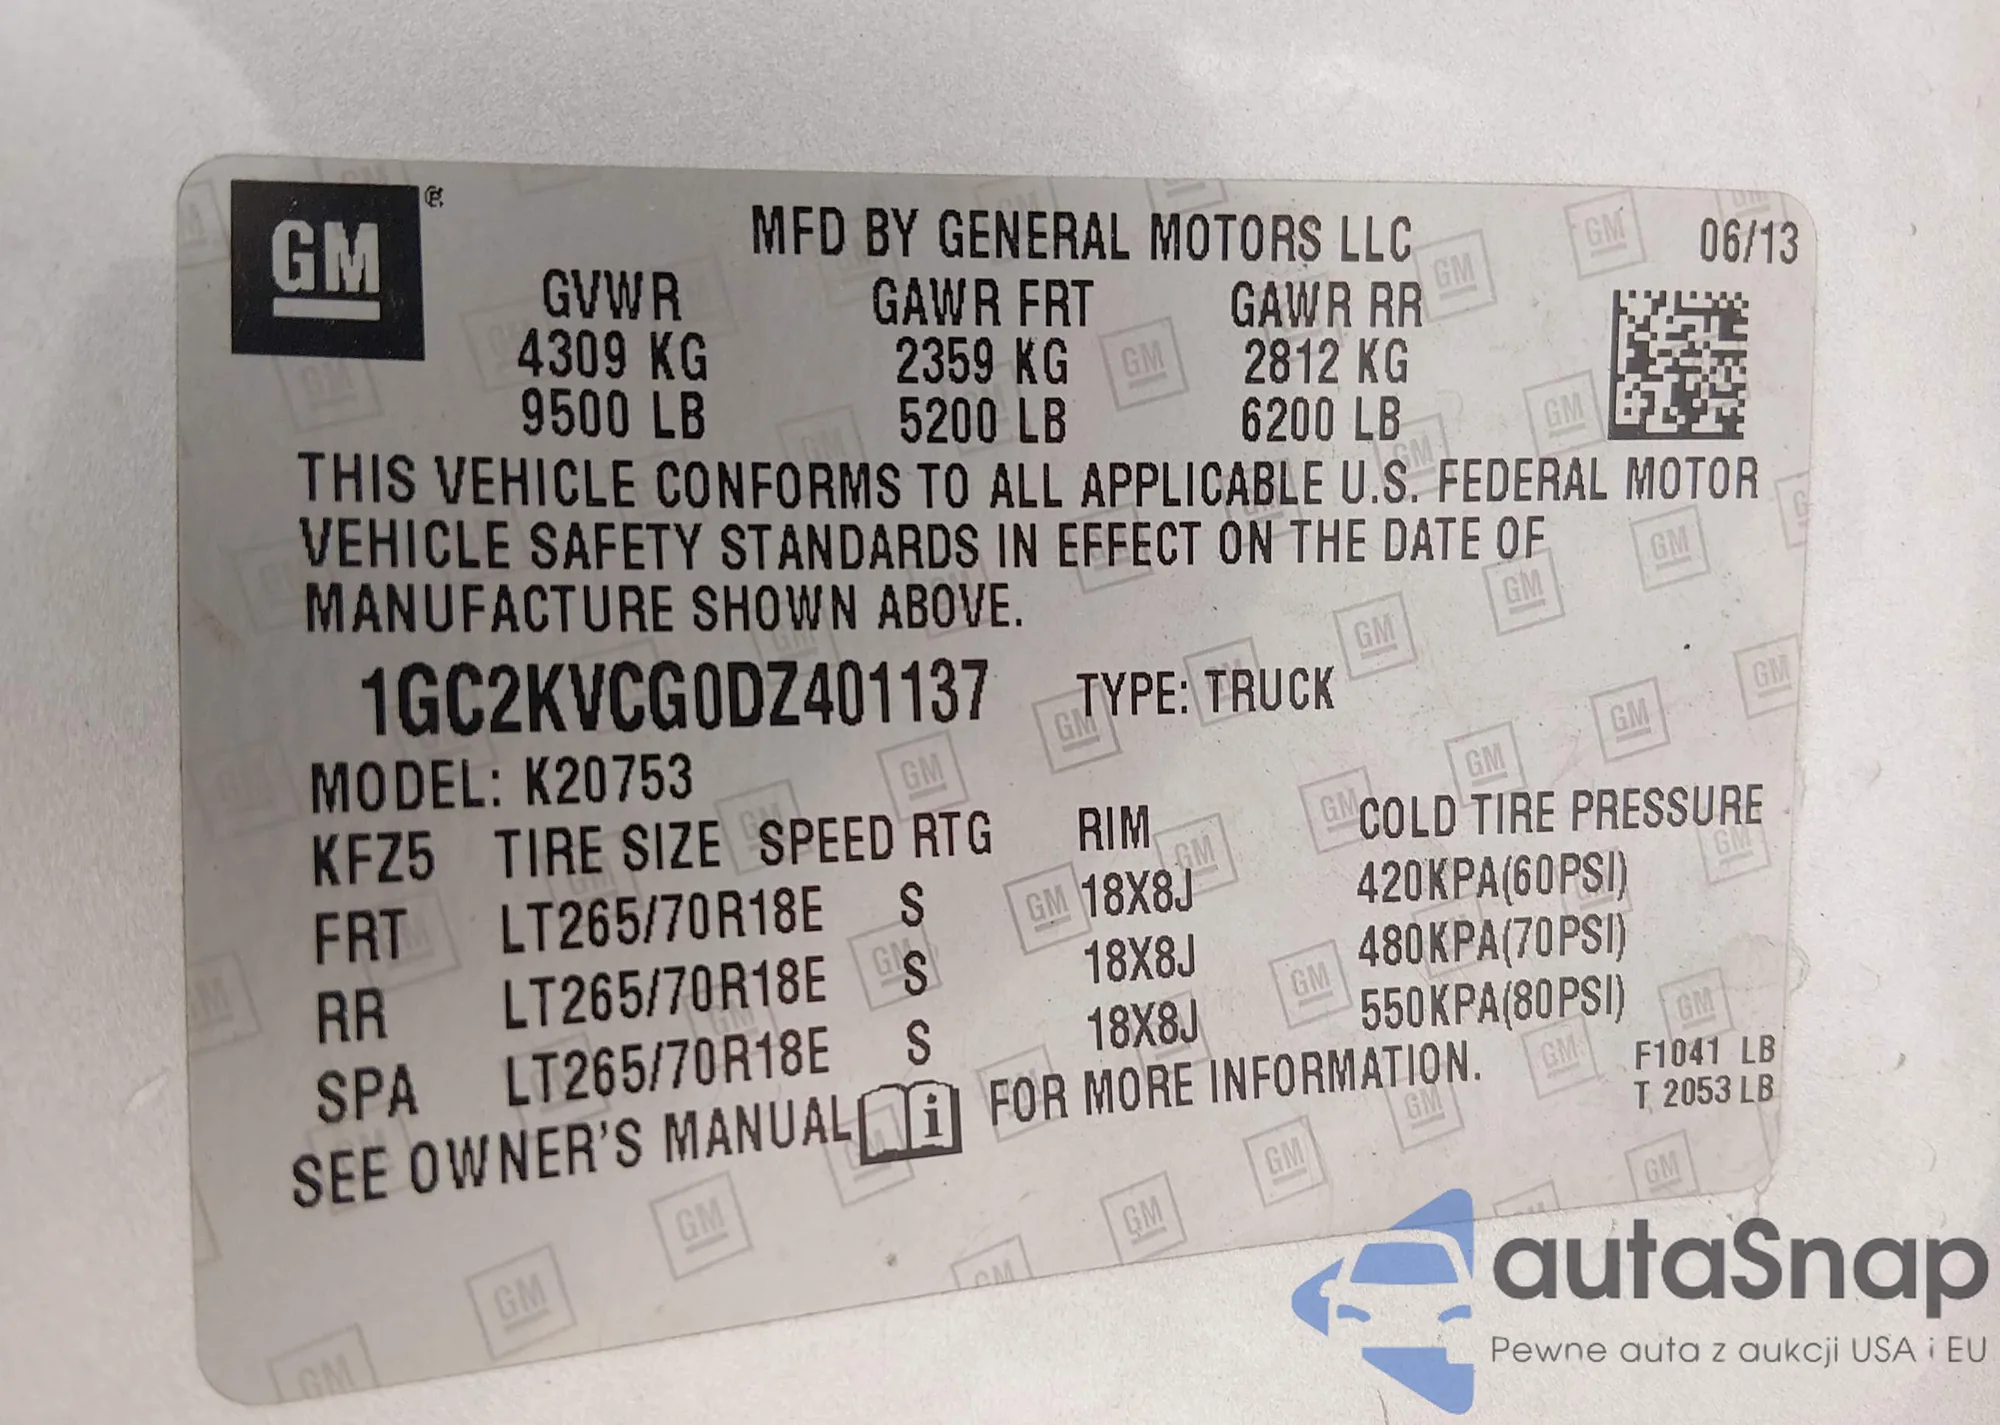 GM
MFD BY GENERAL MOTORS LLC 06/13
GVWR GAWR FRT GAWR RR
4309 KG 2359 KG 2812 KG
9500 LB 5200 LB 6200 LB
THIS VEHICLE CONFORMS TO ALL APPLICABLE U.S. FEDERAL MOTOR
VEHICLE SAFETY STANDARDS IN EFFECT ON THE DATE OF
MANUFACTURE SHOWN ABOVE.
1GC2KVCG0DZ401137 TYPE: TRUCK
MODEL: K20753
KFZ5 TIRE SIZE SPEED RTG RIM COLD TIRE PRESSURE
FRT LT265/70R18E S 18X8J 420KPA(60PSI)
RR LT265/70R18E S 18X8J 480KPA(70PSI)
SPA LT265/70R18E S 18X8J 550KPA(80PSI)
SEE OWNER'S MANUAL i FOR MORE INFORMATION.
F1041 LB
T 2053 LB
autaSnap
Pewne auta z aukcji USA i EU